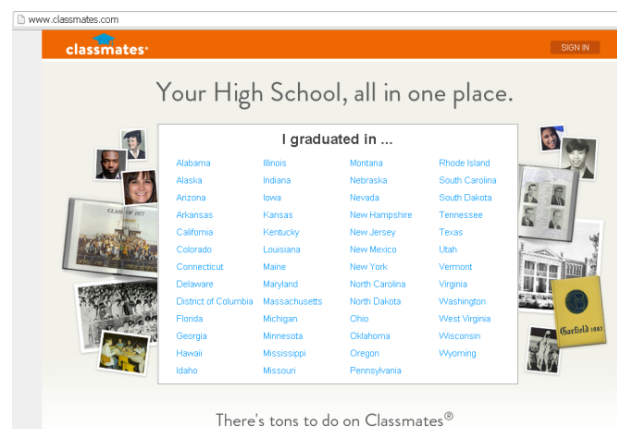 www.classmates.com
classmates
SIGN IN
Your High School, all in one place.
I graduated in ...
Alabama Illinois Montana Rhode Island
Alaska Indiana Nebraska South Carolina
Arizona Iowa Nevada South Dakota
Arkansas Kansas New Hampshire Tennessee
California Kentucky New Jersey Texas
Colorado Louisiana New Mexico Utah
Connecticut Maine New York Vermont
Delaware Maryland North Carolina Virginia
District of Columbia Massachusetts North Dakota Washington
Florida Michigan Ohio West Virginia
Georgia Minnesota Oklahoma Wisconsin
Hawaii Mississippi Oregon Wyoming
Idaho Missouri Pennsylvania
CLASS OF 1977
Garfield 1965
There's tons to do on Classmates®